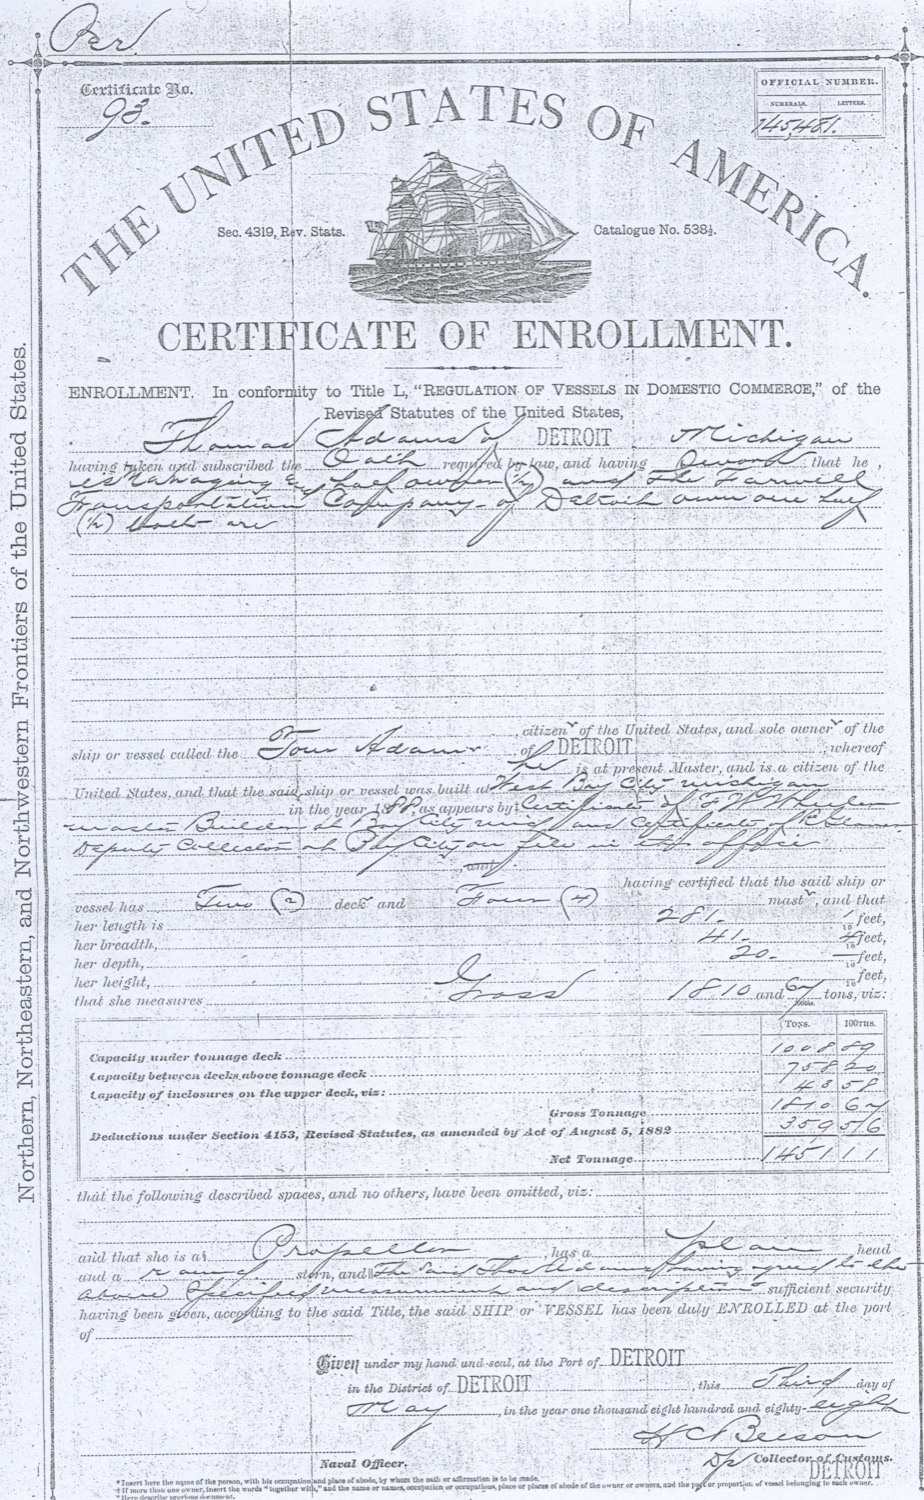 Per.
Certificate No.
93.
OFFICIAL NUMBER.
NUMERALS. LETTERS.
145,481.
THE UNITED STATES OF AMERICA.
Sec. 4319, Rev. Stats.
Catalogue No. 538½.
CERTIFICATE OF ENROLLMENT.
ENROLLMENT. In conformity to Title L, "REGULATION OF VESSELS IN DOMESTIC COMMERCE," of the
Revised Statutes of the United States,
Thomas Adams of DETROIT Michigan
having taken and subscribed the Oath required by law, and having Sworn that he
is Managing and half owner (½) and The Farwell
Transportation Company of Detroit own one half
(½) both are
citizens of the United States, and sole owners of the
ship or vessel called the Tom Adams of DETROIT, whereof
he is at present Master, and is a citizen of the
United States, and that the said ship or vessel was built at West Bay City Michigan
in the year 1888, as appears by Certificate of F W Wheeler
Master Builder at Bay City Mich and Certificate of
Deputy Collector at Bay City on file in this office
, and
having certified that the said ship or
vessel has Two (2) decks and Four (4) masts, and that
her length is 281. 1/10 feet,
her breadth, 41. 4/10 feet,
her depth, 20. —/10 feet,
her height, /10 feet,
that she measures Gross 1810 and 67/100ths tons, viz:
TONS. 100THS.
Capacity under tonnage deck 1008 89
Capacity between decks above tonnage deck 758 20
Capacity of inclosures on the upper deck, viz: 43 58
Gross Tonnage 1810 67
Deductions under Section 4153, Revised Statutes, as amended by Act of August 5, 1882 359 56
Net Tonnage 1451 11
that the following described spaces, and no others, have been omitted, viz:
and that she is a Propeller, has a plain head
and a round stern, and The Said Thos Adams having agreed to the
above Specified measurement and description sufficient security
having been given, according to the said Title, the said SHIP or VESSEL has been duly ENROLLED at the port
of
Given under my hand and seal, at the Port of DETROIT
in the District of DETROIT, this Third day of
May, in the year one thousand eight hundred and eighty-eight
H C Beeson
Naval Officer.
Dp Collector of Customs.
DETROIT
* Insert here the name of the person, with his occupation and place of abode, by whom the oath or affirmation is to be made.
† If more than one owner, insert the words "together with," and the name or names, occupation or occupations, place or places of abode of the owner or owners, and the part or proportion of vessel belonging to each owner.
‡ Here describe previous document.
Northern, Northeastern, and Northwestern Frontiers of the United States.